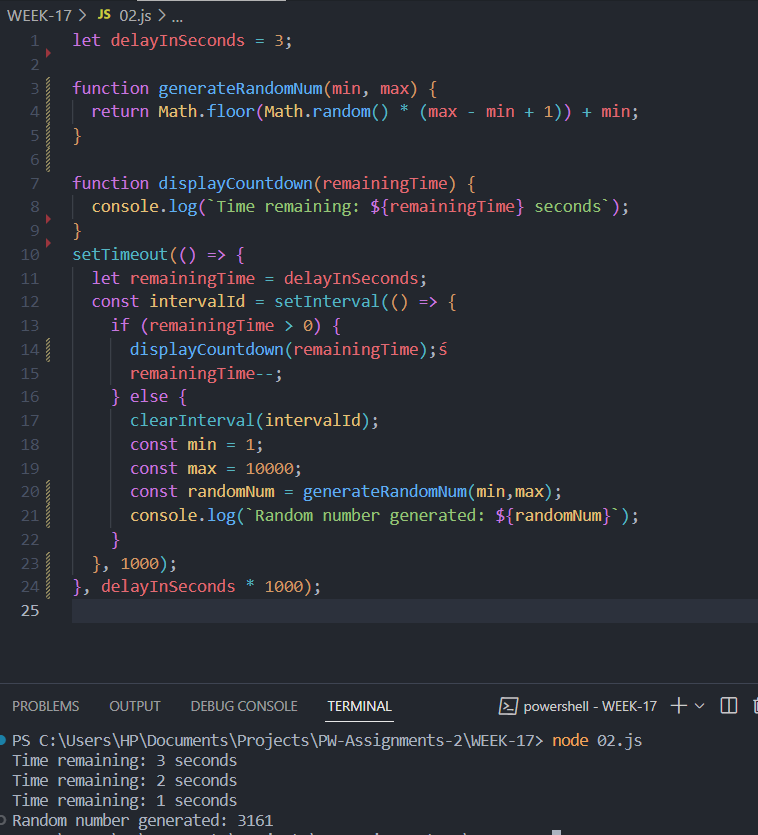 WEEK-17 > JS 02.js > ...
1 let delayInSeconds = 3;
2
3 function generateRandomNum(min, max) {
4   return Math.floor(Math.random() * (max - min + 1)) + min;
5 }
6
7 function displayCountdown(remainingTime) {
8   console.log(`Time remaining: ${remainingTime} seconds`);
9 }
10 setTimeout(() => {
11   let remainingTime = delayInSeconds;
12   const intervalId = setInterval(() => {
13     if (remainingTime > 0) {
14       displayCountdown(remainingTime);ś
15       remainingTime--;
16     } else {
17       clearInterval(intervalId);
18       const min = 1;
19       const max = 10000;
20       const randomNum = generateRandomNum(min,max);
21       console.log(`Random number generated: ${randomNum}`);
22     }
23   }, 1000);
24 }, delayInSeconds * 1000);
25
PROBLEMS OUTPUT DEBUG CONSOLE TERMINAL powershell - WEEK-17
PS C:\Users\HP\Documents\Projects\PW-Assignments-2\WEEK-17> node 02.js
Time remaining: 3 seconds
Time remaining: 2 seconds
Time remaining: 1 seconds
Random number generated: 3161